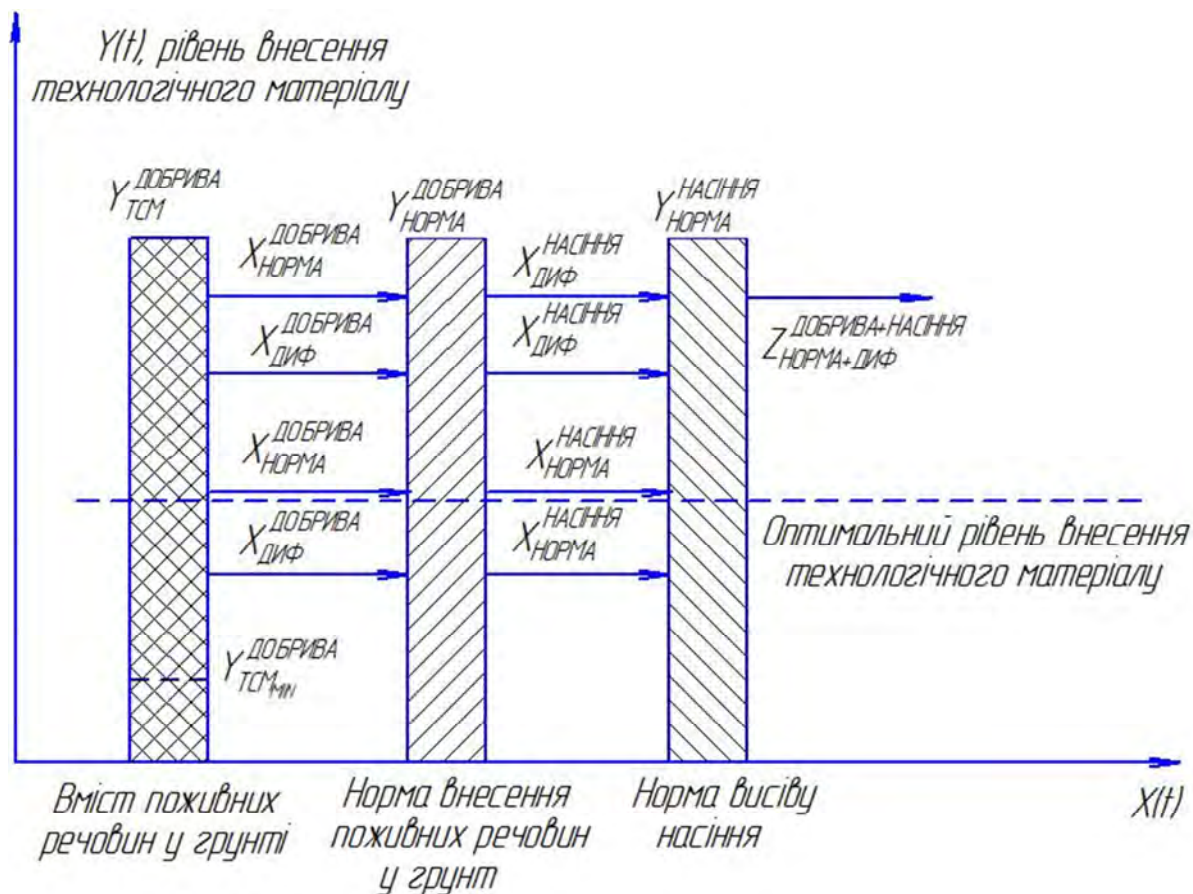 Y(t), рівень внесення
технологічного матеріалу
Y ДОБРИВА ТСМ
Y ДОБРИВА НОРМА
Y НАСІННЯ НОРМА
X ДОБРИВА НОРМА
X НАСІННЯ ДИФ
X ДОБРИВА ДИФ
X НАСІННЯ ДИФ
Z ДОБРИВА+НАСІННЯ НОРМА+ДИФ
X ДОБРИВА НОРМА
X НАСІННЯ НОРМА
X ДОБРИВА ДИФ
X НАСІННЯ НОРМА
Оптимальний рівень внесення
технологічного матеріалу
Y ДОБРИВА ТСМ MIN
Вміст поживних
речовин у грунті
Норма внесення
поживних речовин
у грунт
Норма висіву
насіння
X(t)